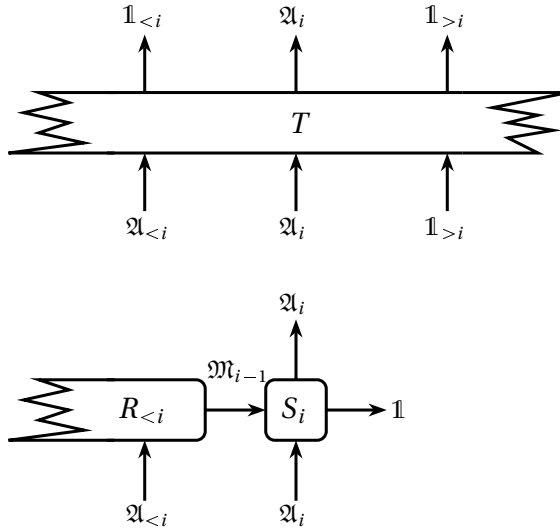 𝟙<i 𝔄i 𝟙>i
T
𝔄<i 𝔄i 𝟙>i
𝔄i
𝔐i−1
R<i Si 𝟙
𝔄<i 𝔄i